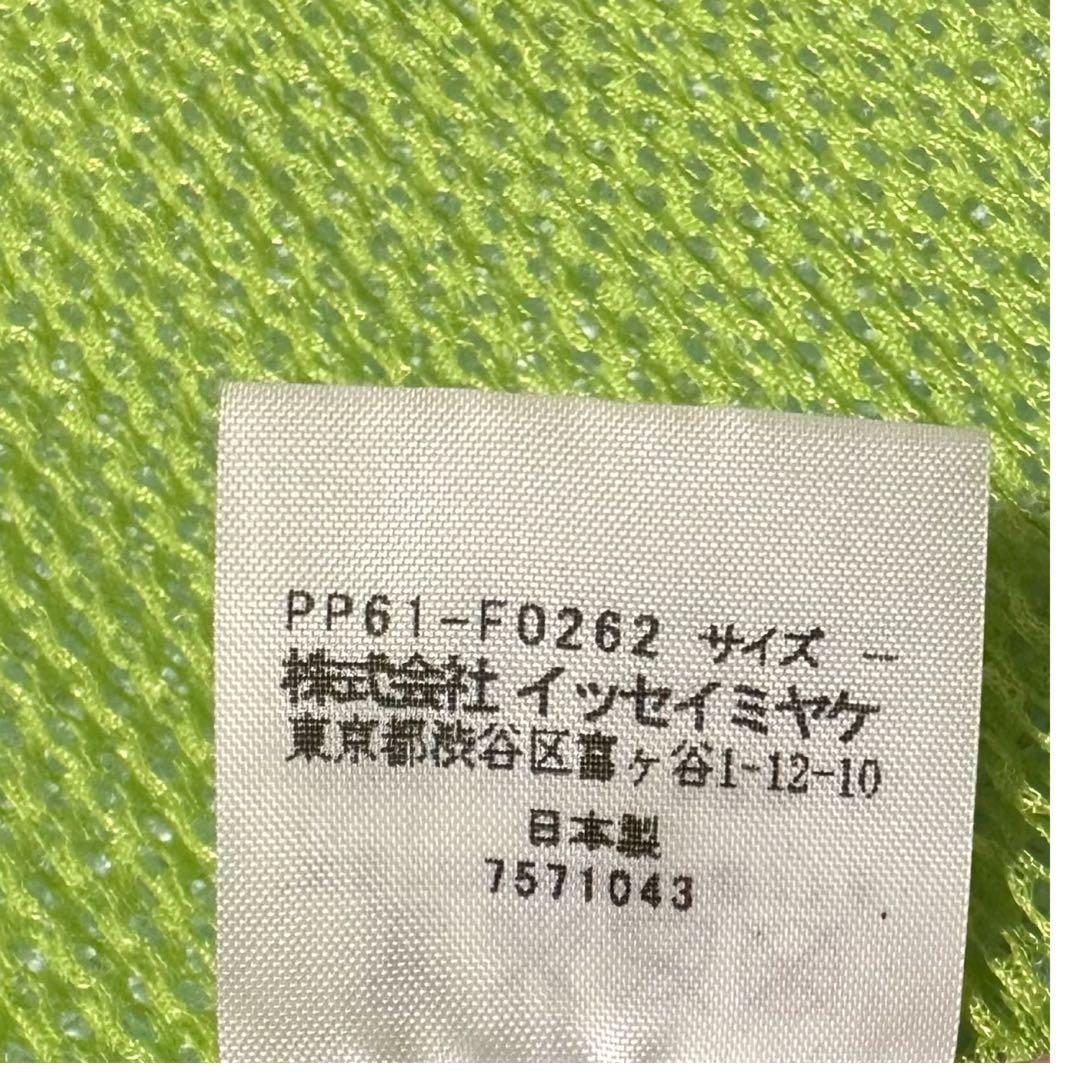 PP61-F0262 サイズ ー
株式会社 イッセイミヤケ
東京都渋谷区富ヶ谷1-12-10
日本製
7571043